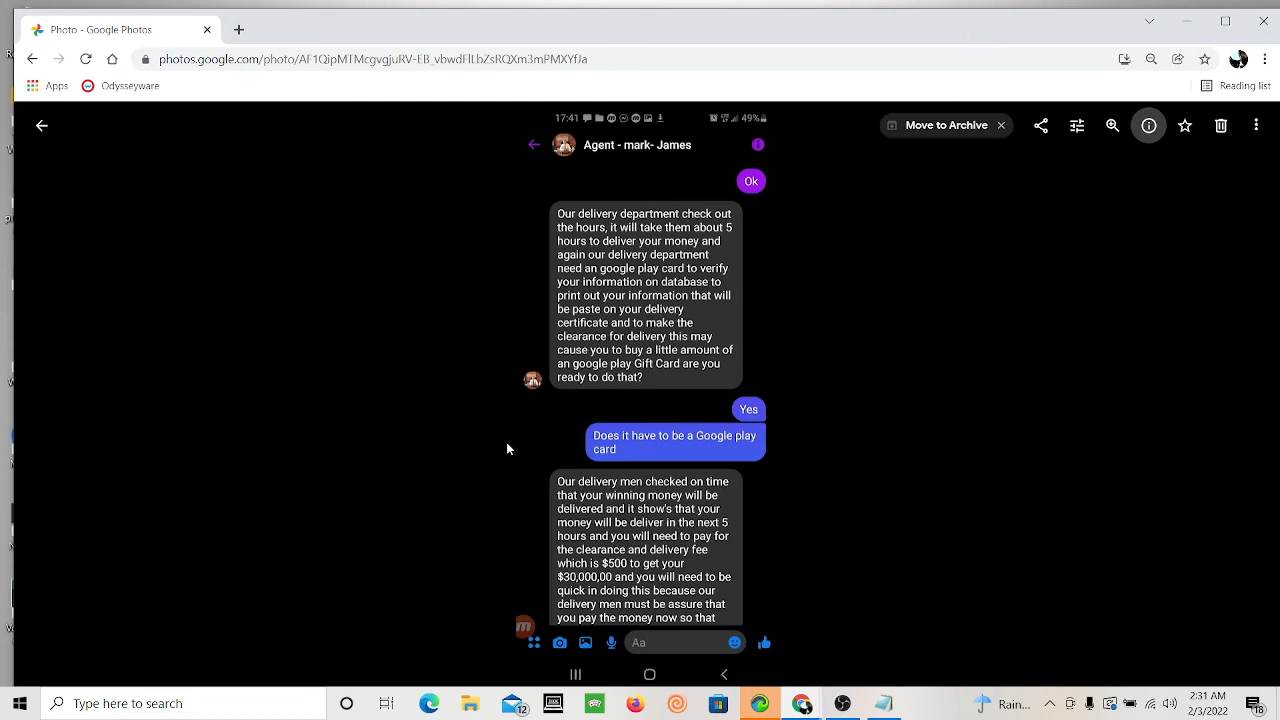 Photo - Google Photos
photos.google.com/photo/AF1QipMTMcgvgjuRV-EB_vbwdFlLbZsRQXm3cPMXYfJa
Apps
Odysseyware
Reading list
Move to Archive
17:41
49%
Agent - mark- James
Ok
Our delivery department check out
the hours, it will take them about 5
hours to deliver your money and
again our delivery department
need an google play card to verify
your information on database to
print out your information that will
be paste on your delivery
certificate and to make the
clearance for delivery this may
cause you to buy a little amount of
an google play Gift Card are you
ready to do that?
Yes
Does it have to be a Google play
card
Our delivery men checked on time
that your winning money will be
delivered and it show's that your
money will be deliver in the next 5
hours and you will need to pay for
the clearance and delivery fee
which is $500 to get your
$30,000,00 and you will need to be
quick in doing this because our
delivery men must be assure that
you pay the money now so that
Aa
Type here to search
12
Rain...
2:31 AM
2/3/2022
18